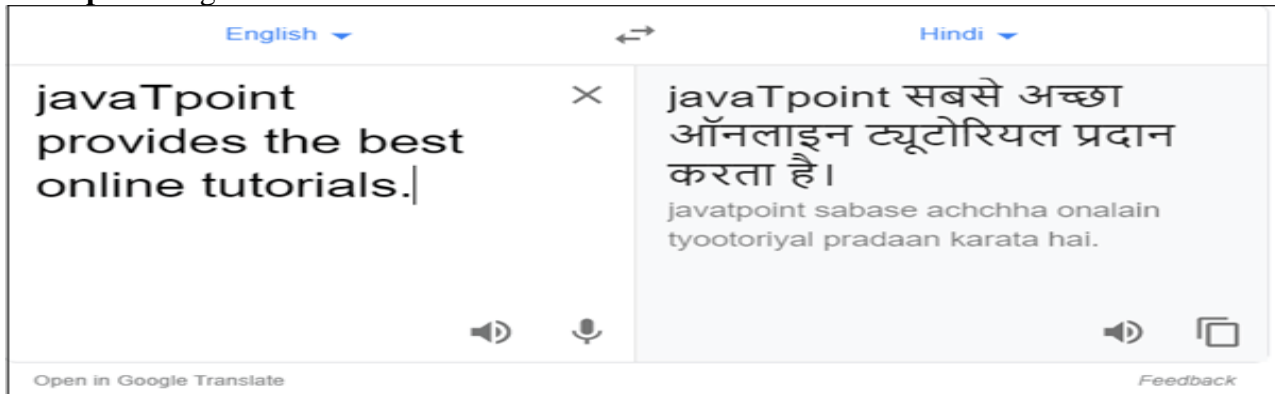 English
Hindi
javaTpoint
provides the best
online tutorials.
javaTpoint सबसे अच्छा
ऑनलाइन ट्यूटोरियल प्रदान
करता है।
javatpoint sabase achchha onalain
tyootoriyal pradaan karata hai.
Open in Google Translate
Feedback